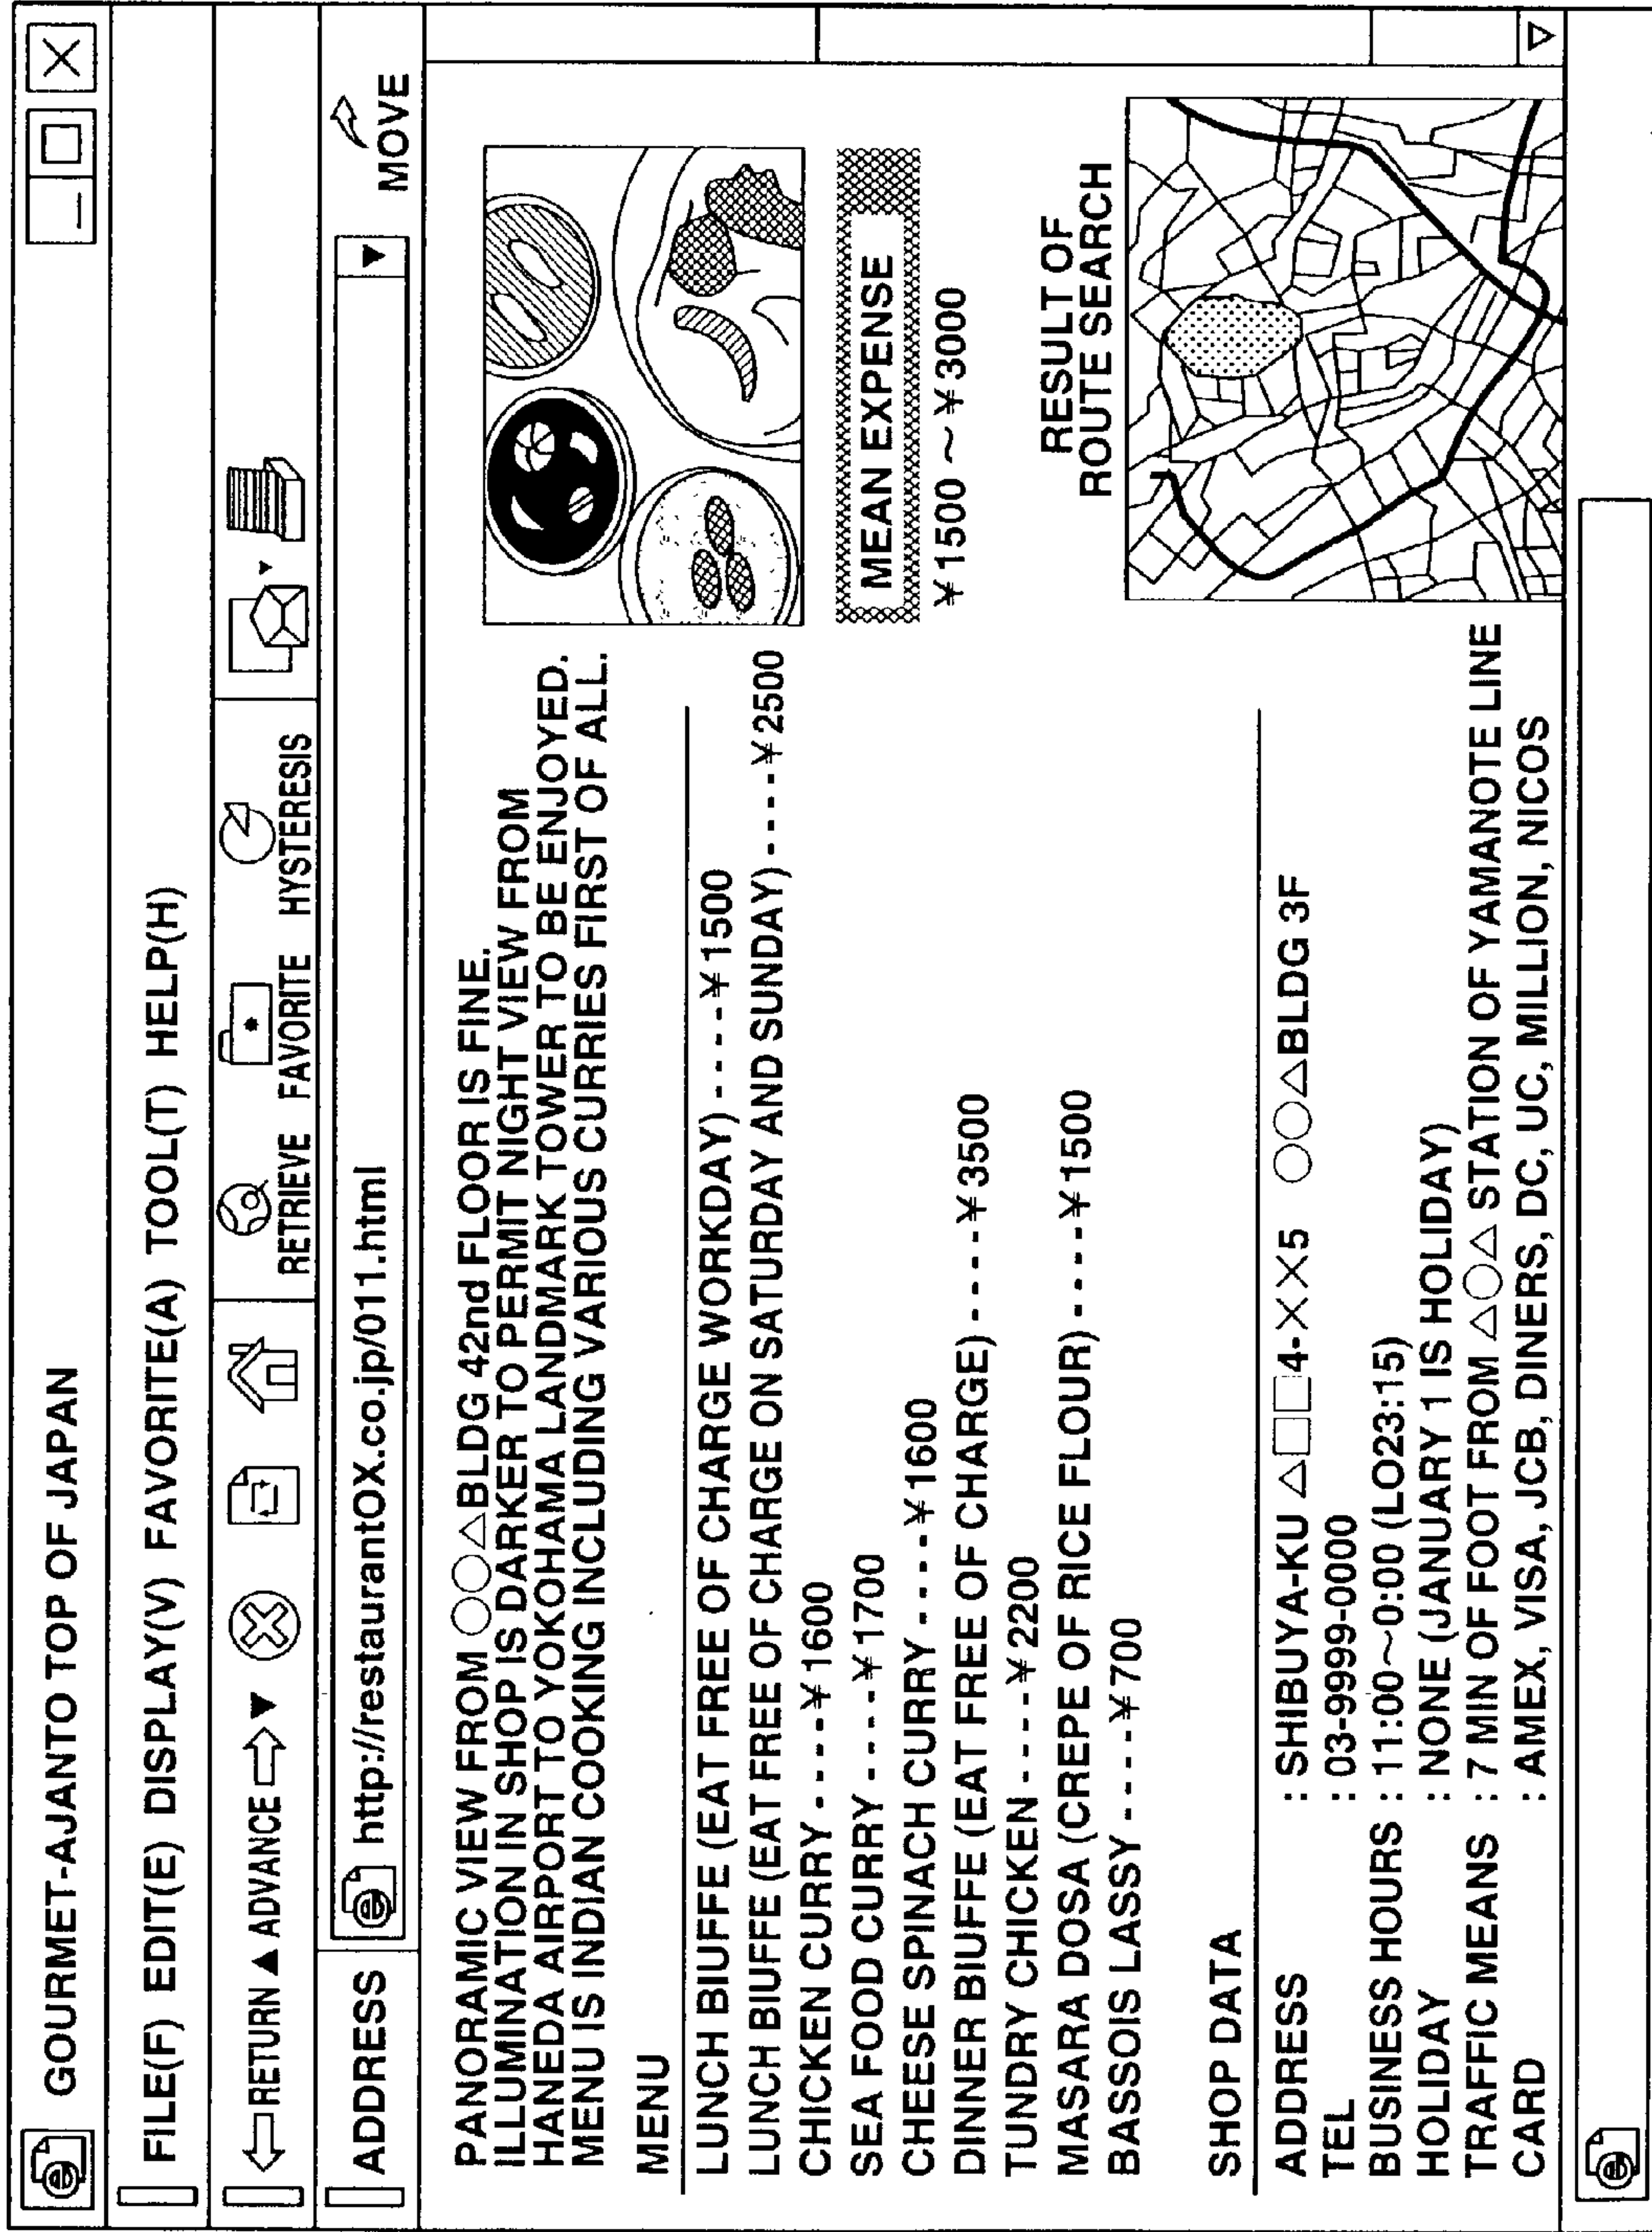 GOURMET-AJANTO TOP OF JAPAN
FILE(F) EDIT(E) DISPLAY(V) FAVORITE(A) TOOL(T) HELP(H)
RETURN ▲ ADVANCE ▼
RETRIEVE FAVORITE HYSTERESIS
ADDRESS http://restaurantOX.co.jp/011.html ▼ MOVE
PANORAMIC VIEW FROM ○○△BLDG 42nd FLOOR IS FINE.
ILLUMINATION IN SHOP IS DARKER TO PERMIT NIGHT VIEW FROM
HANEDA AIRPORT TO YOKOHAMA LANDMARK TOWER TO BE ENJOYED.
MENU IS INDIAN COOKING INCLUDING VARIOUS CURRIES FIRST OF ALL.
MENU
LUNCH BIUFFE (EAT FREE OF CHARGE WORKDAY) ----¥1500
LUNCH BIUFFE (EAT FREE OF CHARGE ON SATURDAY AND SUNDAY) ----¥2500
CHICKEN CURRY ----¥1600
SEA FOOD CURRY ----¥1700
CHEESE SPINACH CURRY ----¥1600
DINNER BIUFFE (EAT FREE OF CHARGE) ----¥3500
TUNDRY CHICKEN ----¥2200
MASARA DOSA (CREPE OF RICE FLOUR) ----¥1500
BASSOIS LASSY ----¥700
MEAN EXPENSE
¥1500 ~ ¥3000
RESULT OF
ROUTE SEARCH
SHOP DATA
ADDRESS : SHIBUYA-KU △□□4-××5 ○○△BLDG 3F
TEL : 03-9999-0000
BUSINESS HOURS : 11:00~0:00 (LO23:15)
HOLIDAY : NONE (JANUARY 1 IS HOLIDAY)
TRAFFIC MEANS : 7 MIN OF FOOT FROM △○△ STATION OF YAMANOTE LINE
CARD : AMEX, VISA, JCB, DINERS, DC, UC, MILLION, NICOS